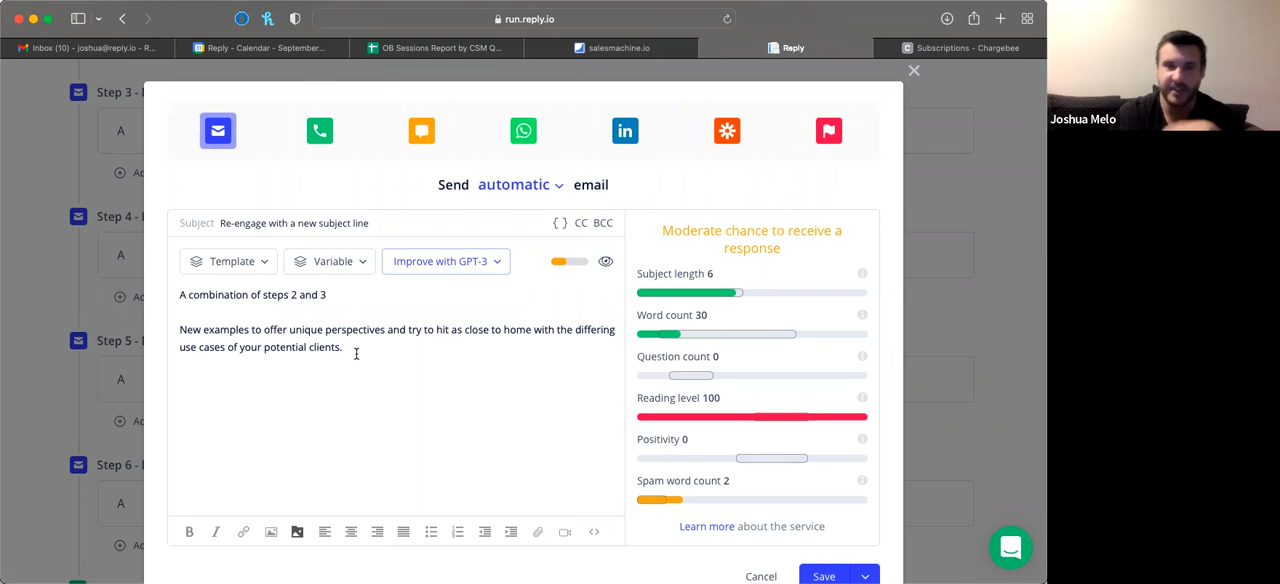 run.reply.io
Inbox (10) - joshua@reply.io - R...
Reply - Calendar - September...
OB Sessions Report by CSM Q...
salesmachine.io
Reply
Subscriptions - Chargebee
Joshua Melo
Step 3 -
A
Step 4 -
A
Step 5 -
A
Step 6 -
A
Send automatic email
Subject Re-engage with a new subject line
{ } CC BCC
Template
Variable
Improve with GPT-3
A combination of steps 2 and 3
New examples to offer unique perspectives and try to hit as close to home with the differing
use cases of your potential clients.
Moderate chance to receive a
response
Subject length 6
Word count 30
Question count 0
Reading level 100
Positivity 0
Spam word count 2
Learn more about the service
B I
Cancel
Save